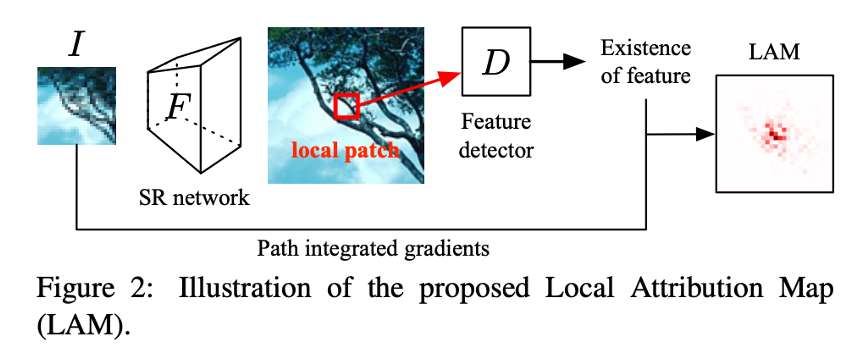 I
F
SR network
local patch
D
Feature
detector
Existence
of feature
LAM
Path integrated gradients
Figure 2: Illustration of the proposed Local Attribution Map
(LAM).